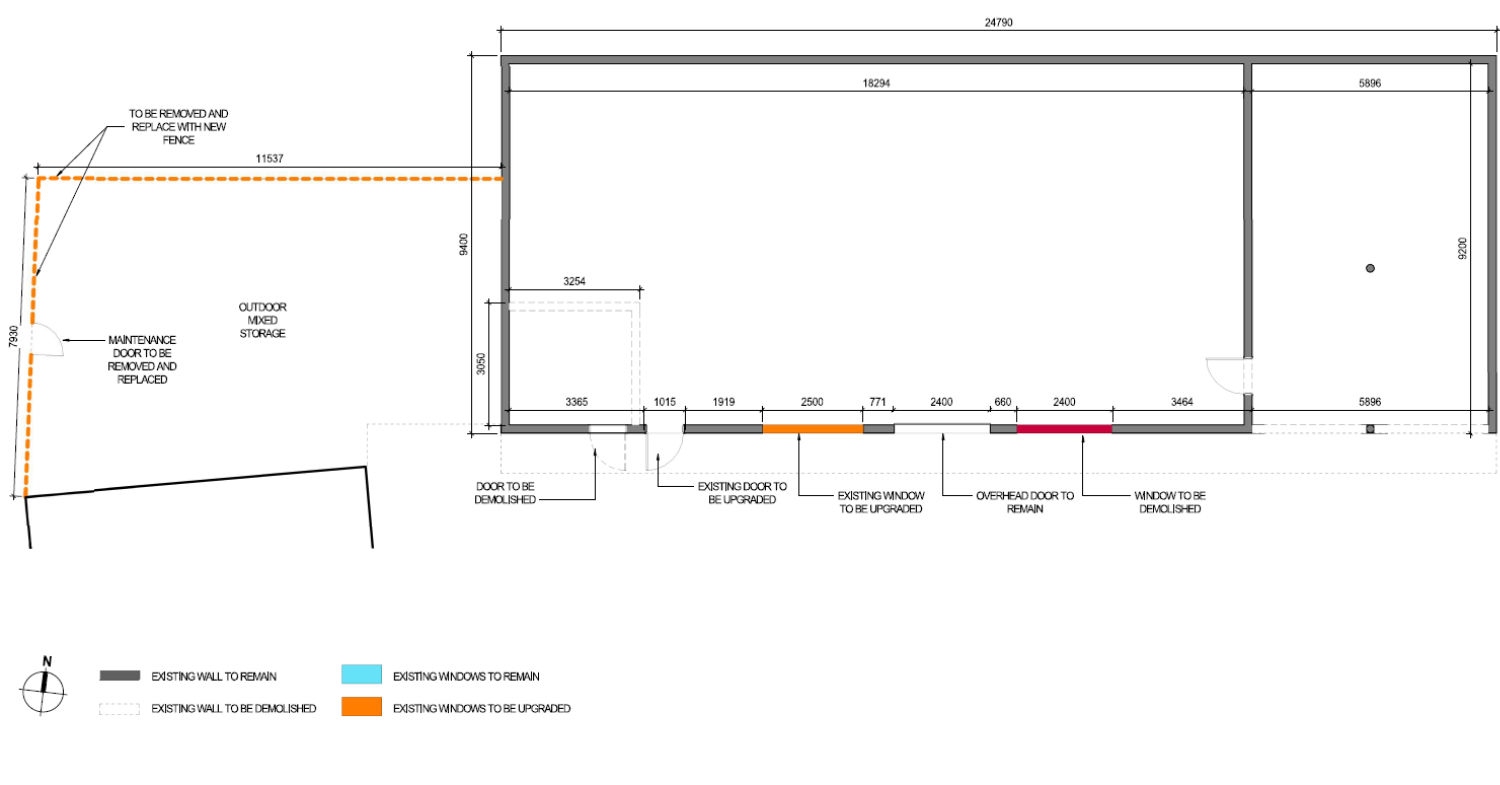 24790
18294
5896
TO BE REMOVED AND
REPLACE WITH NEW
FENCE
11537
9400
9200
7930
3254
OUTDOOR
MIXED
STORAGE
MAINTENANCE
DOOR TO BE
REMOVED AND
REPLACED
3050
3365
1015
1919
2500
771
2400
660
2400
3464
5896
DOOR TO BE
DEMOLISHED
EXISTING DOOR TO
BE UPGRADED
EXISTING WINDOW
TO BE UPGRADED
OVERHEAD DOOR TO
REMAIN
WINDOW TO BE
DEMOLISHED
N
EXISTING WALL TO REMAIN
EXISTING WINDOWS TO REMAIN
EXISTING WALL TO BE DEMOLISHED
EXISTING WINDOWS TO BE UPGRADED